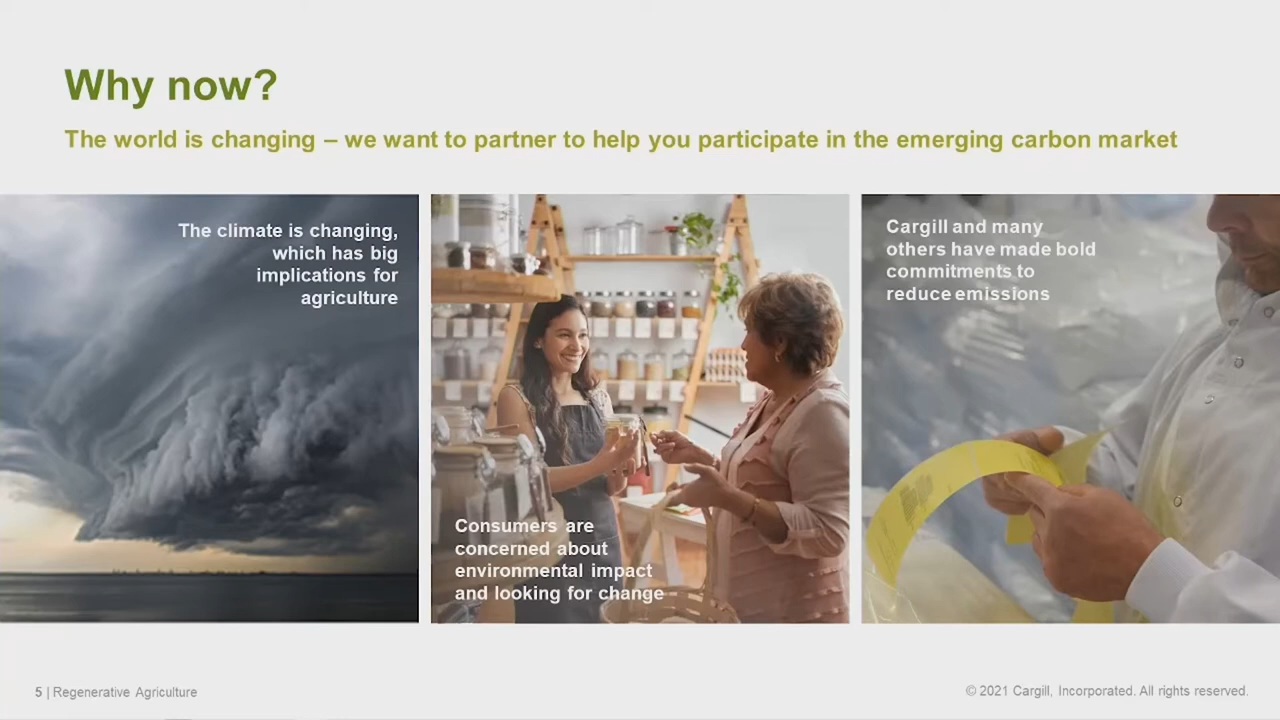 Why now?
The world is changing – we want to partner to help you participate in the emerging carbon market
The climate is changing,
which has big
implications for
agriculture
Consumers are
concerned about
environmental impact
and looking for change
Cargill and many
others have made bold
commitments to
reduce emissions
5 | Regenerative Agriculture
© 2021 Cargill, Incorporated. All rights reserved.